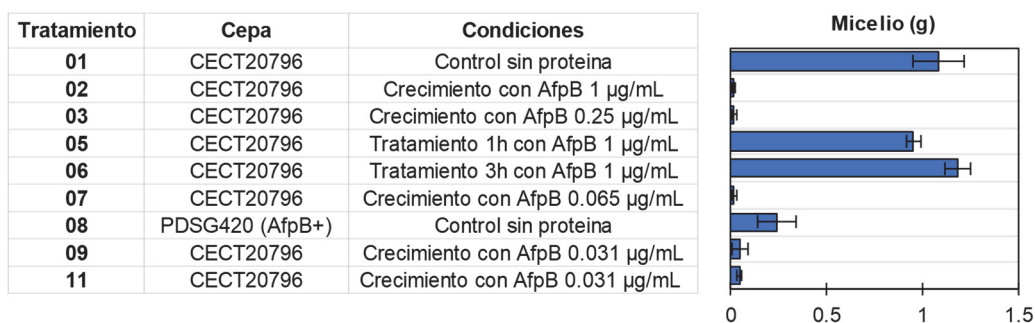 Tratamiento Cepa Condiciones Micelio (g)
01 CECT20796 Control sin proteina
02 CECT20796 Crecimiento con AfpB 1 µg/mL
03 CECT20796 Crecimiento con AfpB 0.25 µg/mL
05 CECT20796 Tratamiento 1h con AfpB 1 µg/mL
06 CECT20796 Tratamiento 3h con AfpB 1 µg/mL
07 CECT20796 Crecimiento con AfpB 0.065 µg/mL
08 PDSG420 (AfpB+) Control sin proteina
09 CECT20796 Crecimiento con AfpB 0.031 µg/mL
11 CECT20796 Crecimiento con AfpB 0.031 µg/mL
0 0.5 1 1.5